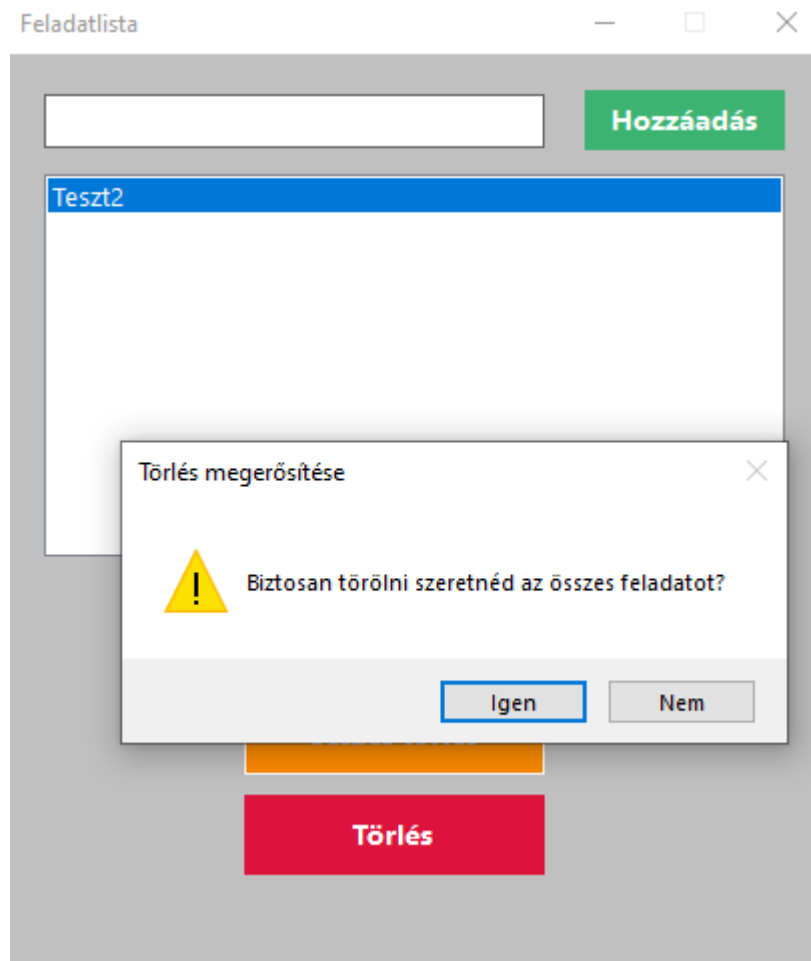 Feladatlista
Hozzáadás
Teszt2
Törlés megerősítése
Biztosan törölni szeretnéd az összes feladatot?
Igen
Nem
Törlés